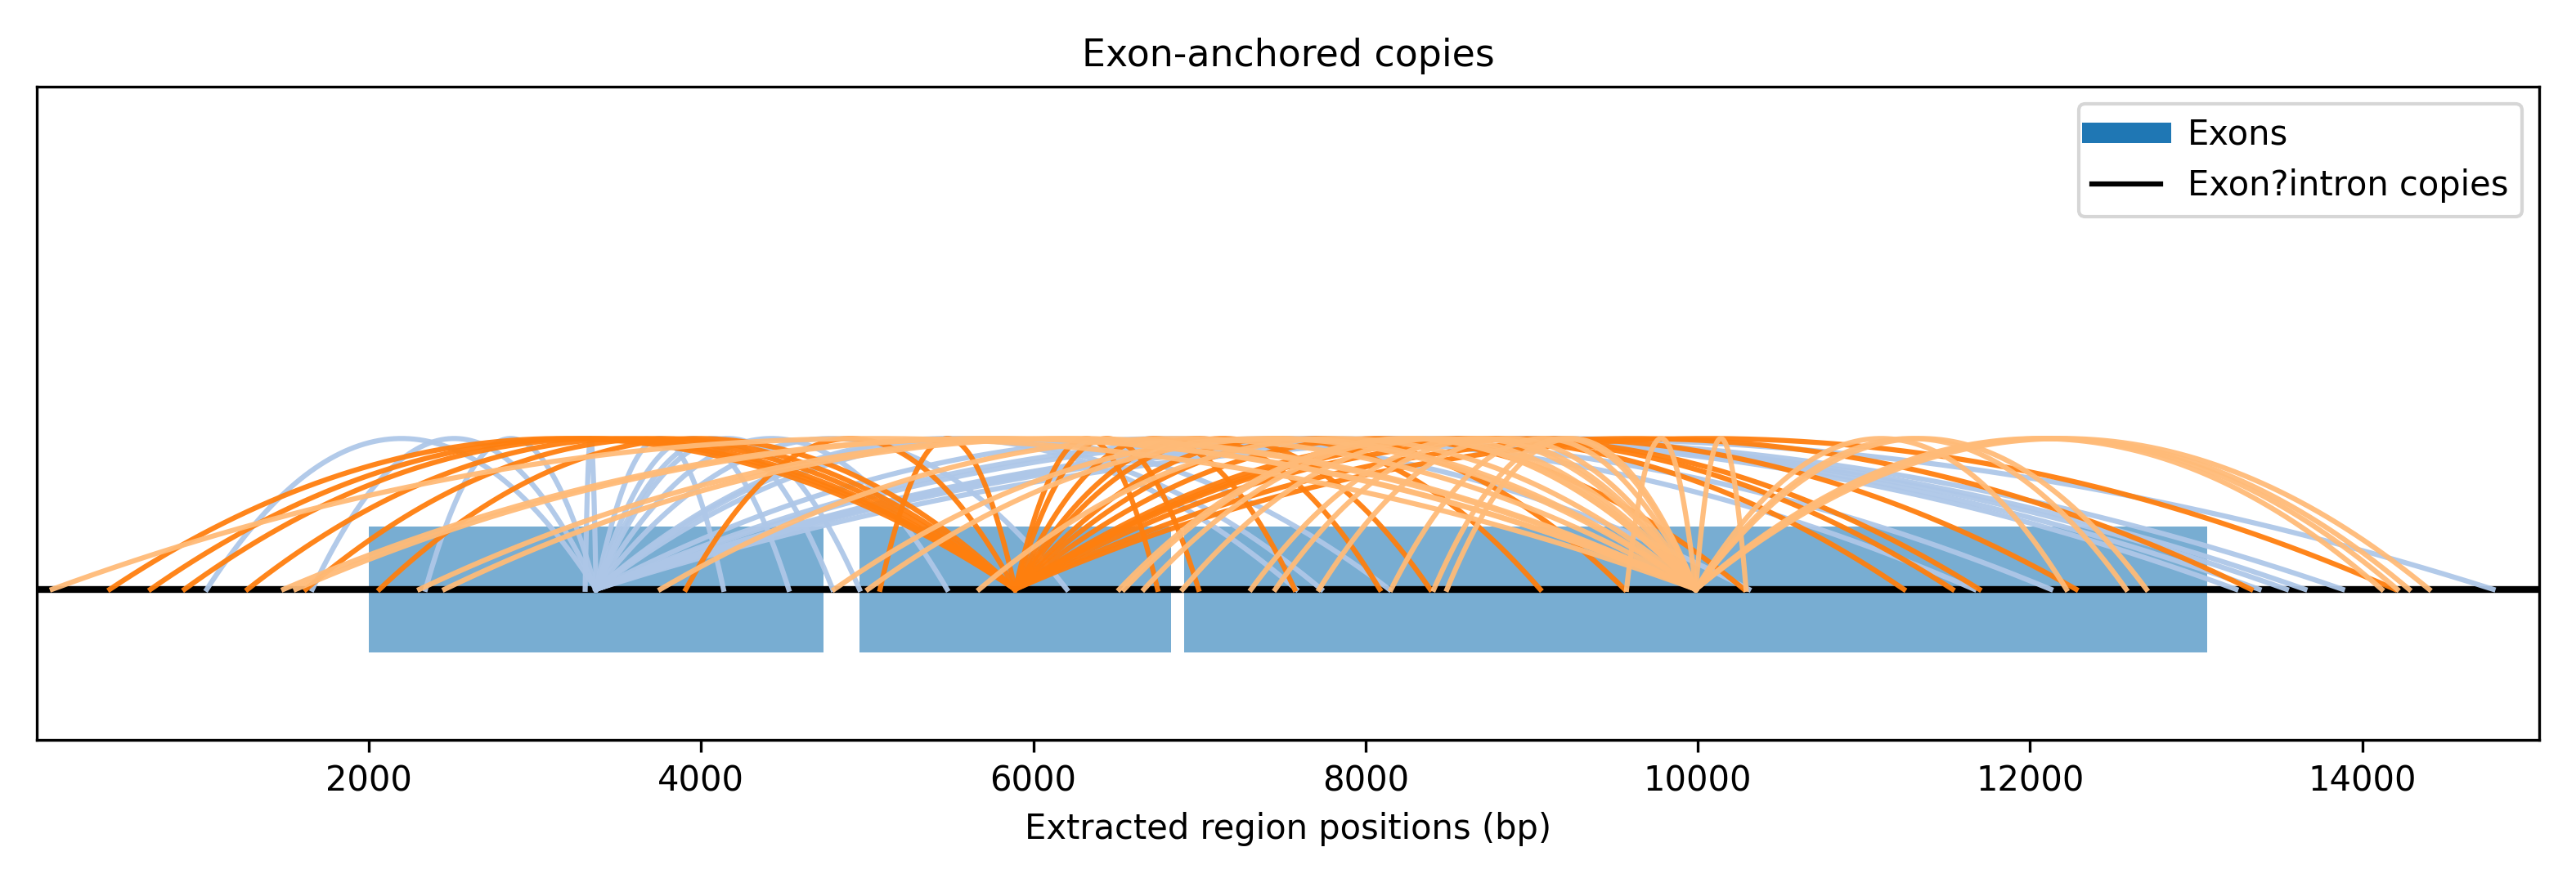 Exon-anchored copies
Exons
Exon?intron copies
2000 4000 6000 8000 10000 12000 14000
Extracted region positions (bp)